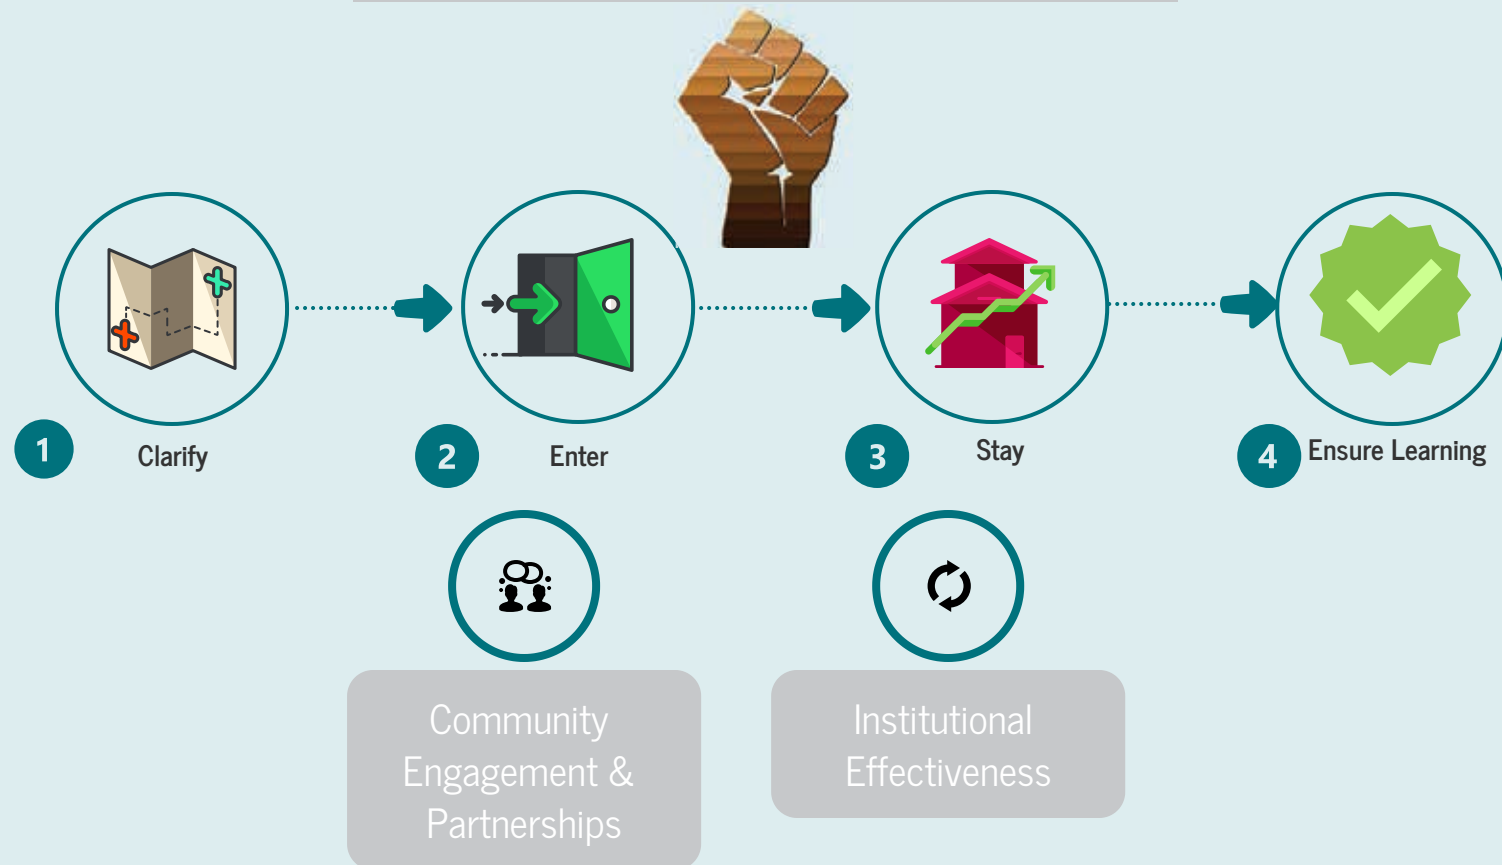 1
Clarify
2
Enter
3
Stay
4
Ensure Learning
Community
Engagement &
Partnerships
Institutional
Effectiveness